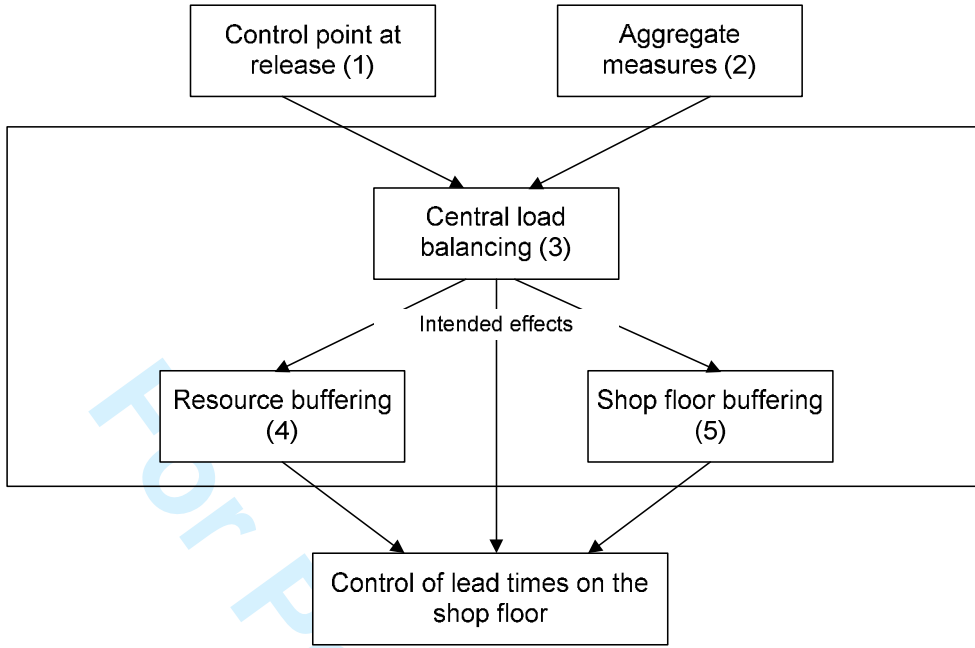 Control point at
release (1)
Aggregate
measures (2)
Central load
balancing (3)
Intended effects
Resource buffering
(4)
Shop floor buffering
(5)
Control of lead times on the
shop floor
For P